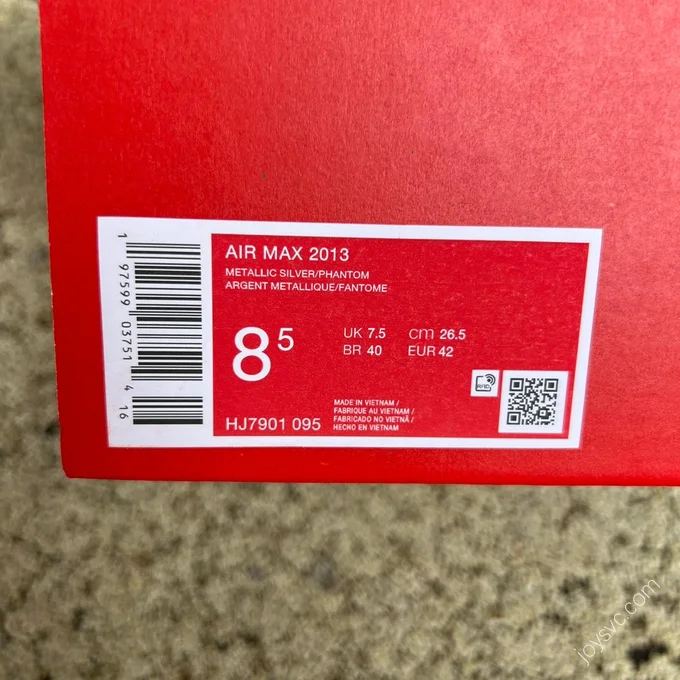 AIR MAX 2013
METALLIC SILVER/PHANTOM
ARGENT METALLIQUE/FANTOME
8 5
UK 7.5 cm 26.5
BR 40 EUR 42
RFID
MADE IN VIETNAM /
FABRIQUE AU VIETNAM /
FABRICADO NO VIETNÃ /
HECHO EN VIETNAM
HJ7901 095
1 97599 03751 4 16
joysvc.com